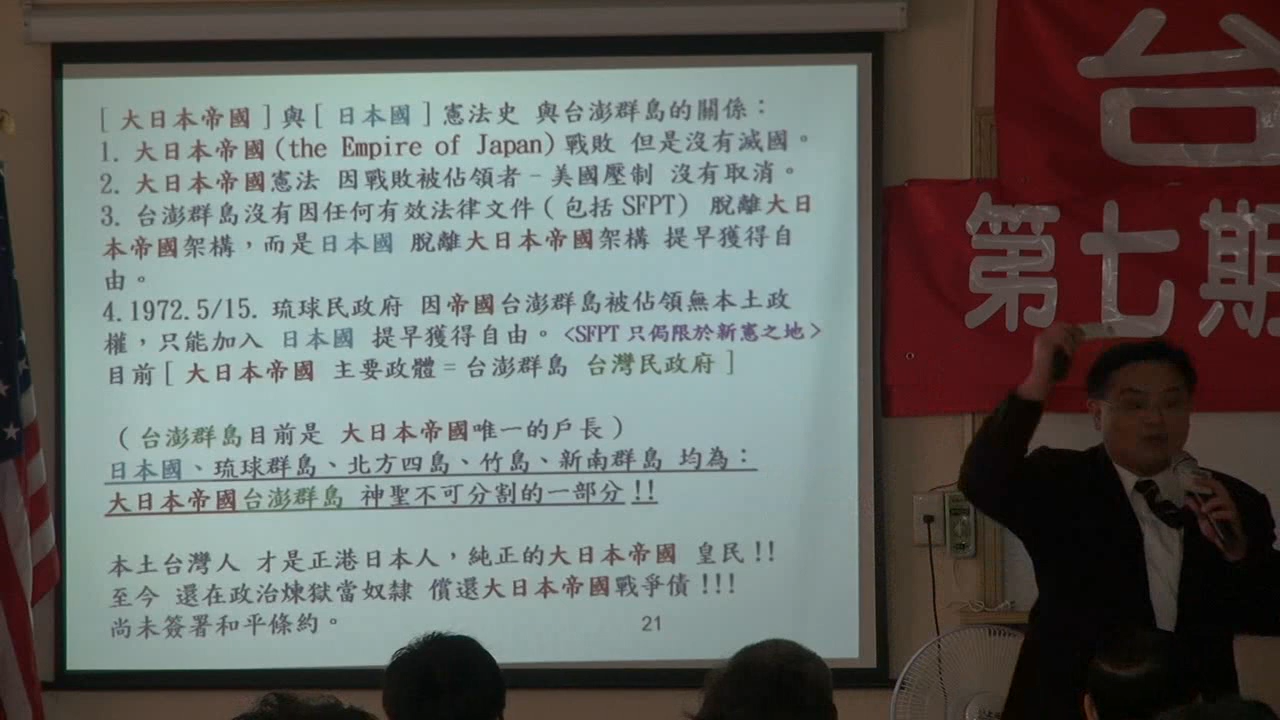 [ 大日本帝國 ] 與 [ 日本國 ] 憲法史 與台澎群島的關係：
1. 大日本帝國 (the Empire of Japan) 戰敗 但是沒有滅國。
2. 大日本帝國憲法 因戰敗被佔領者 – 美國壓制 沒有取消。
3. 台澎群島沒有因任何有效法律文件 ( 包括 SFPT) 脫離大日
本帝國架構，而是日本國 脫離大日本帝國架構 提早獲得自
由。
4.1972.5/15. 琉球民政府 因帝國台澎群島被佔領無本土政
權，只能加入 日本國 提早獲得自由。<SFPT 只侷限於新憲之地>
目前 [ 大日本帝國 主要政體 = 台澎群島 台灣民政府 ]
( 台澎群島目前是 大日本帝國唯一的戶長 )
日本國、琉球群島、北方四島、竹島、新南群島 均為：
大日本帝國台澎群島 神聖不可分割的一部分 !!
本土台灣人 才是正港日本人，純正的大日本帝國 皇民 !!
至今 還在政治煉獄當奴隸 償還大日本帝國戰爭債 !!!
尚未簽署和平條約。
21
台
第七期